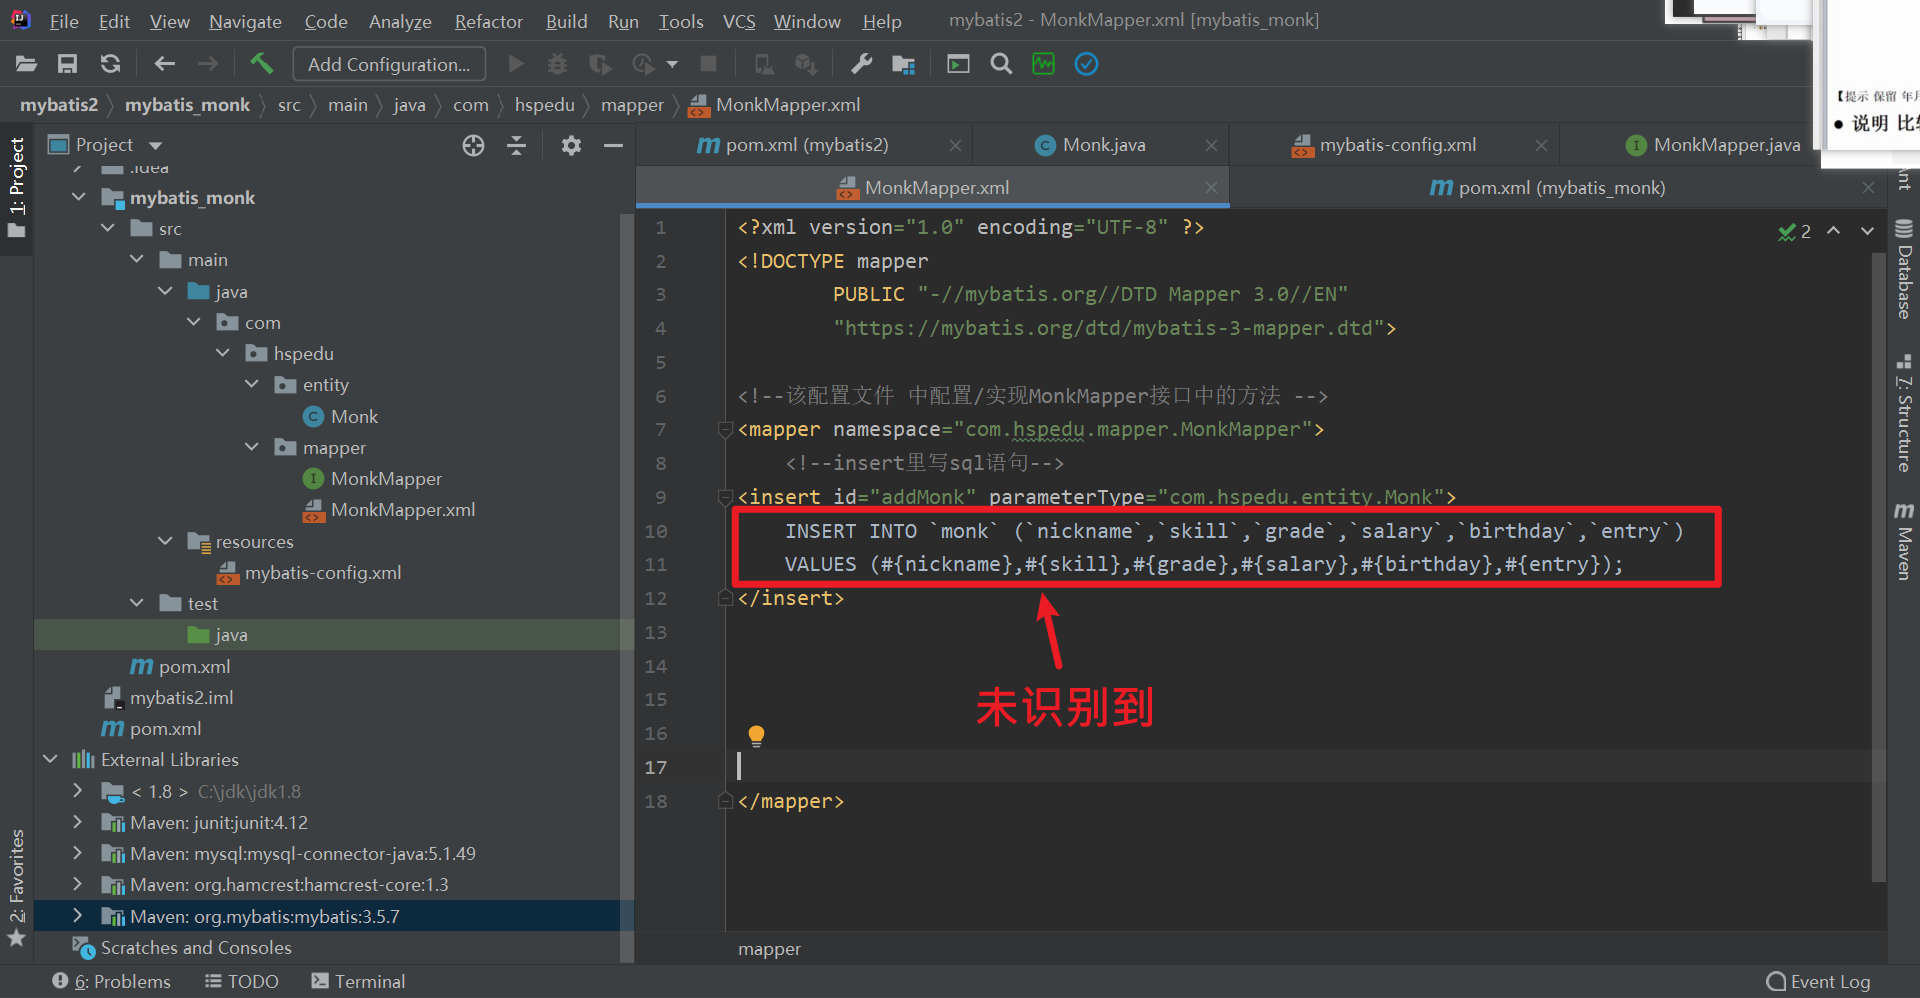 File Edit View Navigate Code Analyze Refactor Build Run Tools VCS Window Help mybatis2 - MonkMapper.xml [mybatis_monk]
Add Configuration...
mybatis2 mybatis_monk src main java com hspedu mapper MonkMapper.xml
【提示 保留 年月
• 说明 比较
1: Project
Project
pom.xml (mybatis2)
Monk.java
mybatis-config.xml
MonkMapper.java
MonkMapper.xml
pom.xml (mybatis_monk)
.idea
mybatis_monk
src
main
java
com
hspedu
entity
Monk
mapper
MonkMapper
MonkMapper.xml
resources
mybatis-config.xml
test
java
pom.xml
mybatis2.iml
pom.xml
External Libraries
< 1.8 > C:\jdk\jdk1.8
Maven: junit:junit:4.12
Maven: mysql:mysql-connector-java:5.1.49
Maven: org.hamcrest:hamcrest-core:1.3
Maven: org.mybatis:mybatis:3.5.7
Scratches and Consoles
2: Favorites
1 <?xml version="1.0" encoding="UTF-8" ?>
2 <!DOCTYPE mapper
3 PUBLIC "-//mybatis.org//DTD Mapper 3.0//EN"
4 "https://mybatis.org/dtd/mybatis-3-mapper.dtd">
5
6 <!--该配置文件 中配置/实现MonkMapper接口中的方法 -->
7 <mapper namespace="com.hspedu.mapper.MonkMapper">
8 <!--insert里写sql语句-->
9 <insert id="addMonk" parameterType="com.hspedu.entity.Monk">
10 INSERT INTO `monk` (`nickname`,`skill`,`grade`,`salary`,`birthday`,`entry`)
11 VALUES (#{nickname},#{skill},#{grade},#{salary},#{birthday},#{entry});
12 </insert>
13
14
15
16
17
18 </mapper>
未识别到
2
Ant
Database
7: Structure
Maven
mapper
6: Problems TODO Terminal Event Log